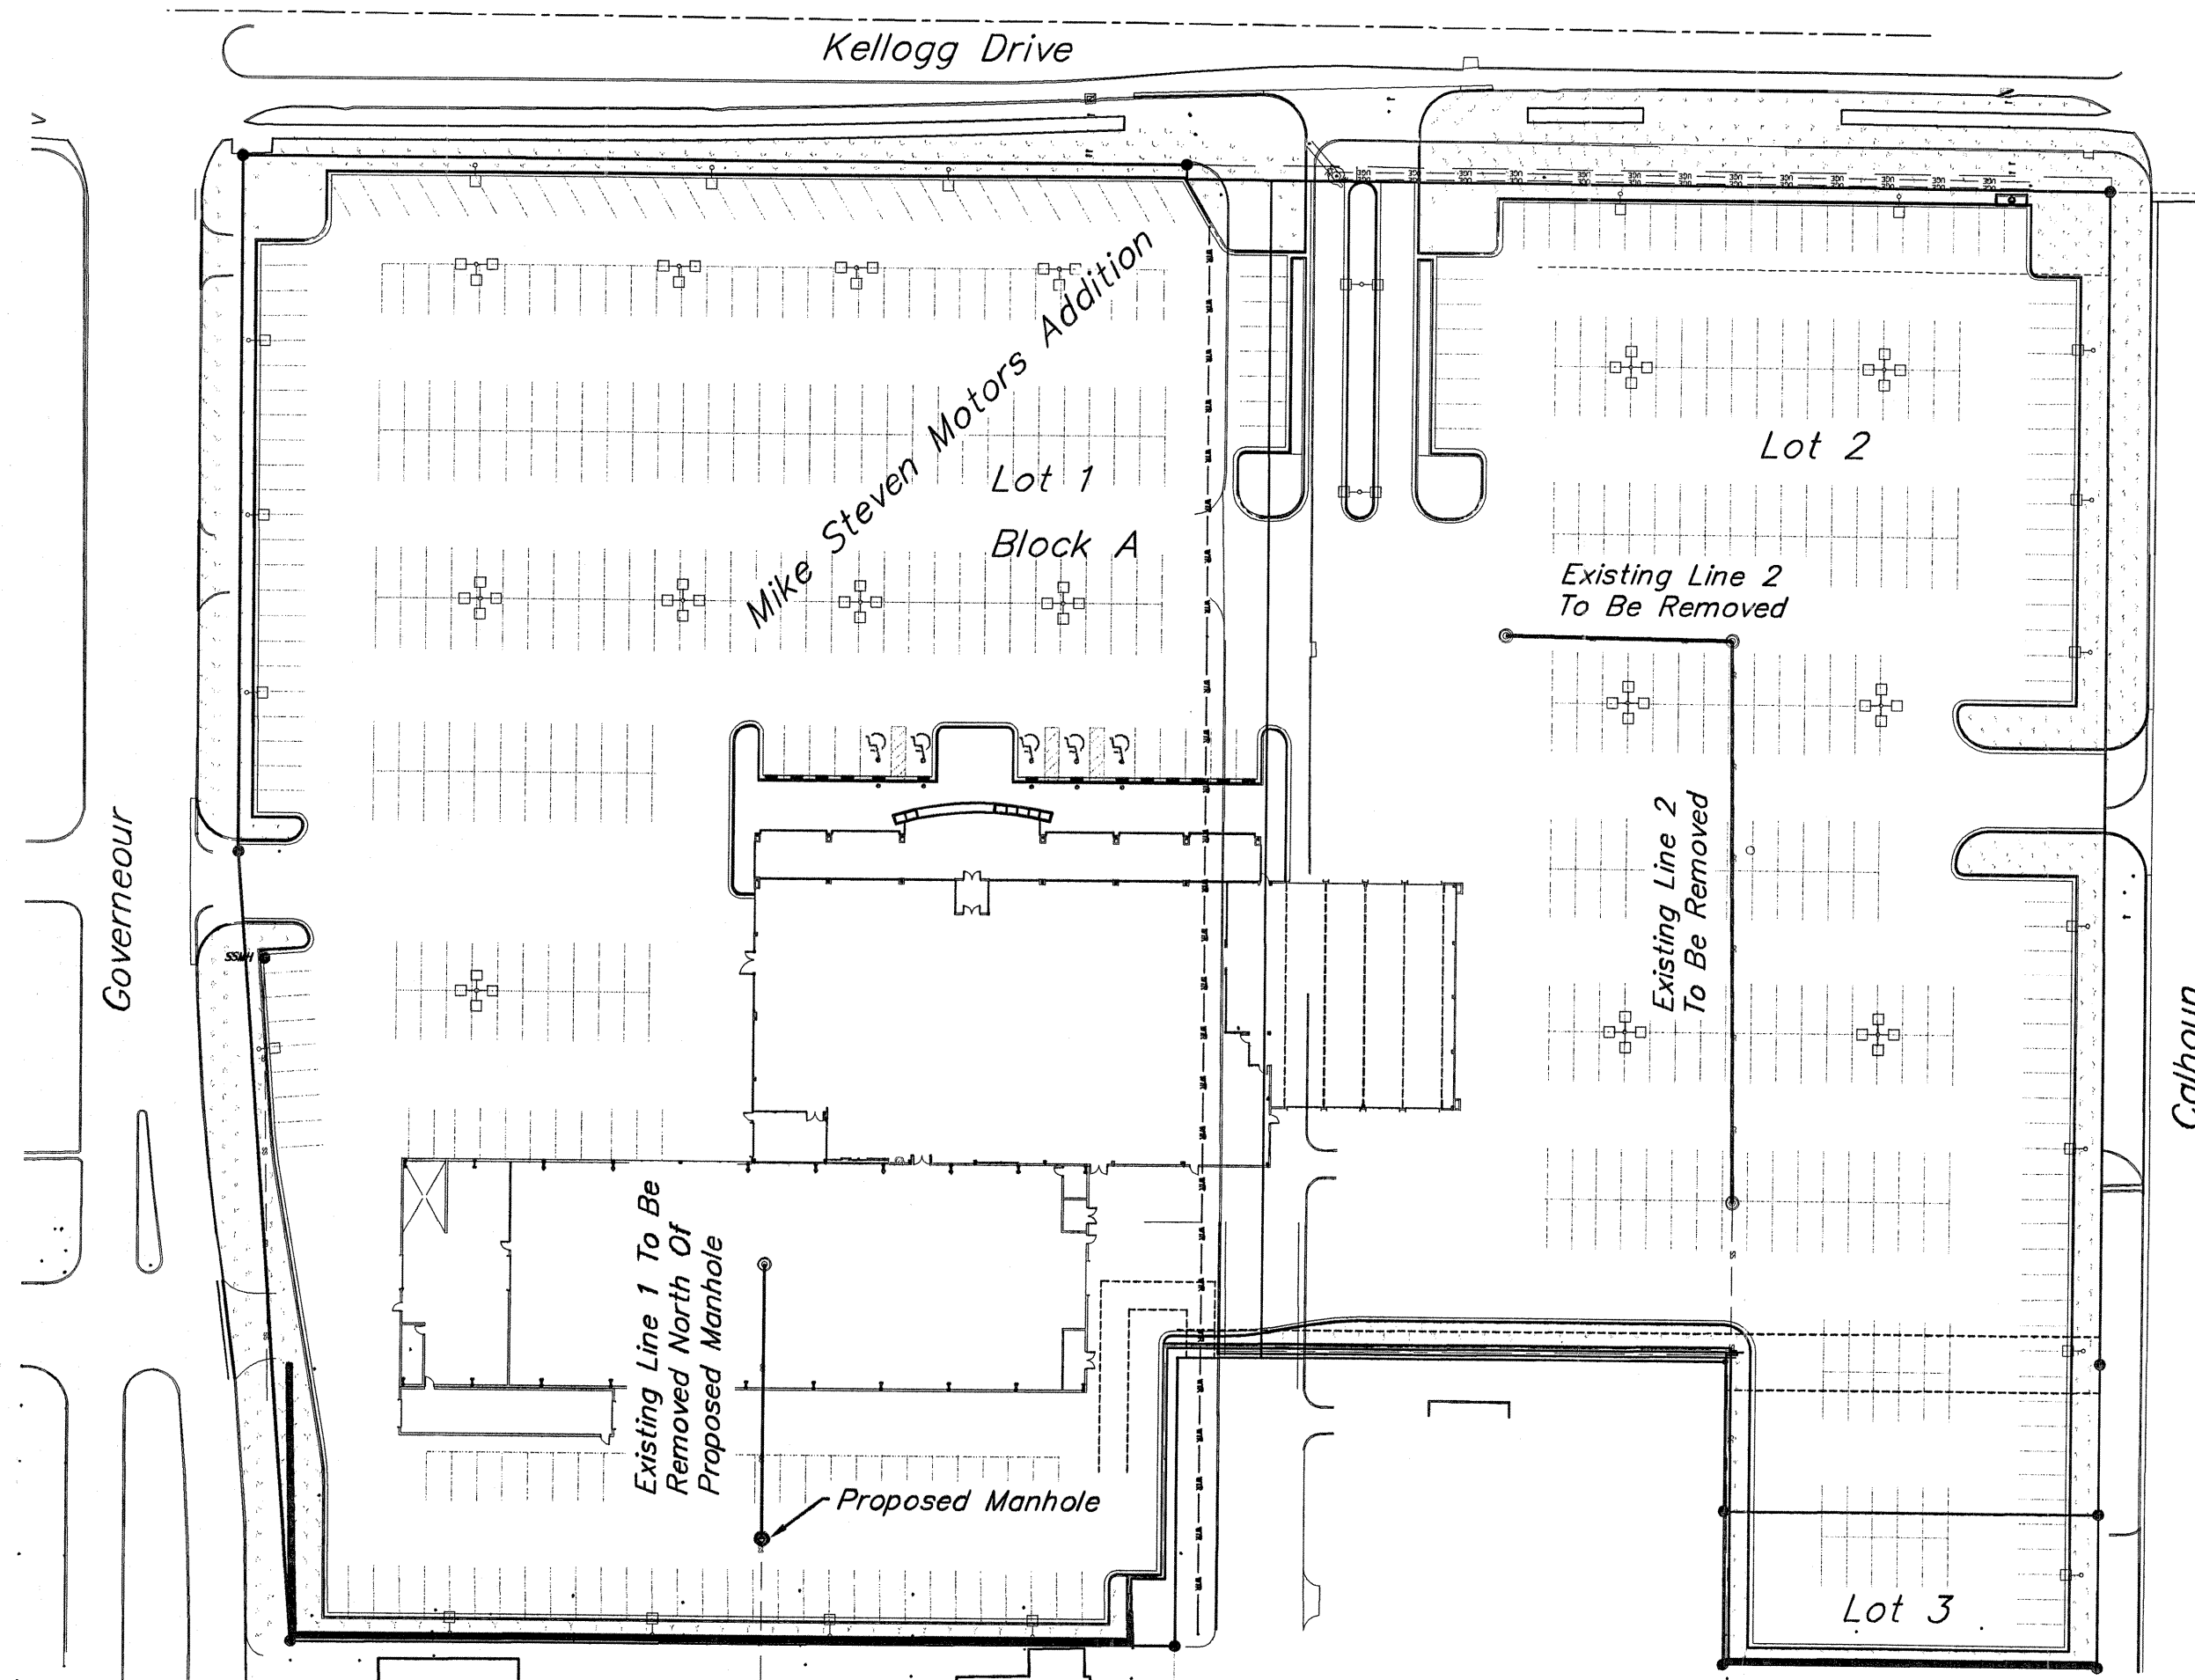 Kellogg Drive
Mike Steven Motors Addition
Lot 1
Block A
Lot 2
Existing Line 2
To Be Removed
Existing Line 2
To Be Removed
Governeour
Calhoun
SSMH
Existing Line 1 To Be
Removed North Of
Proposed Manhole
Proposed Manhole
Lot 3